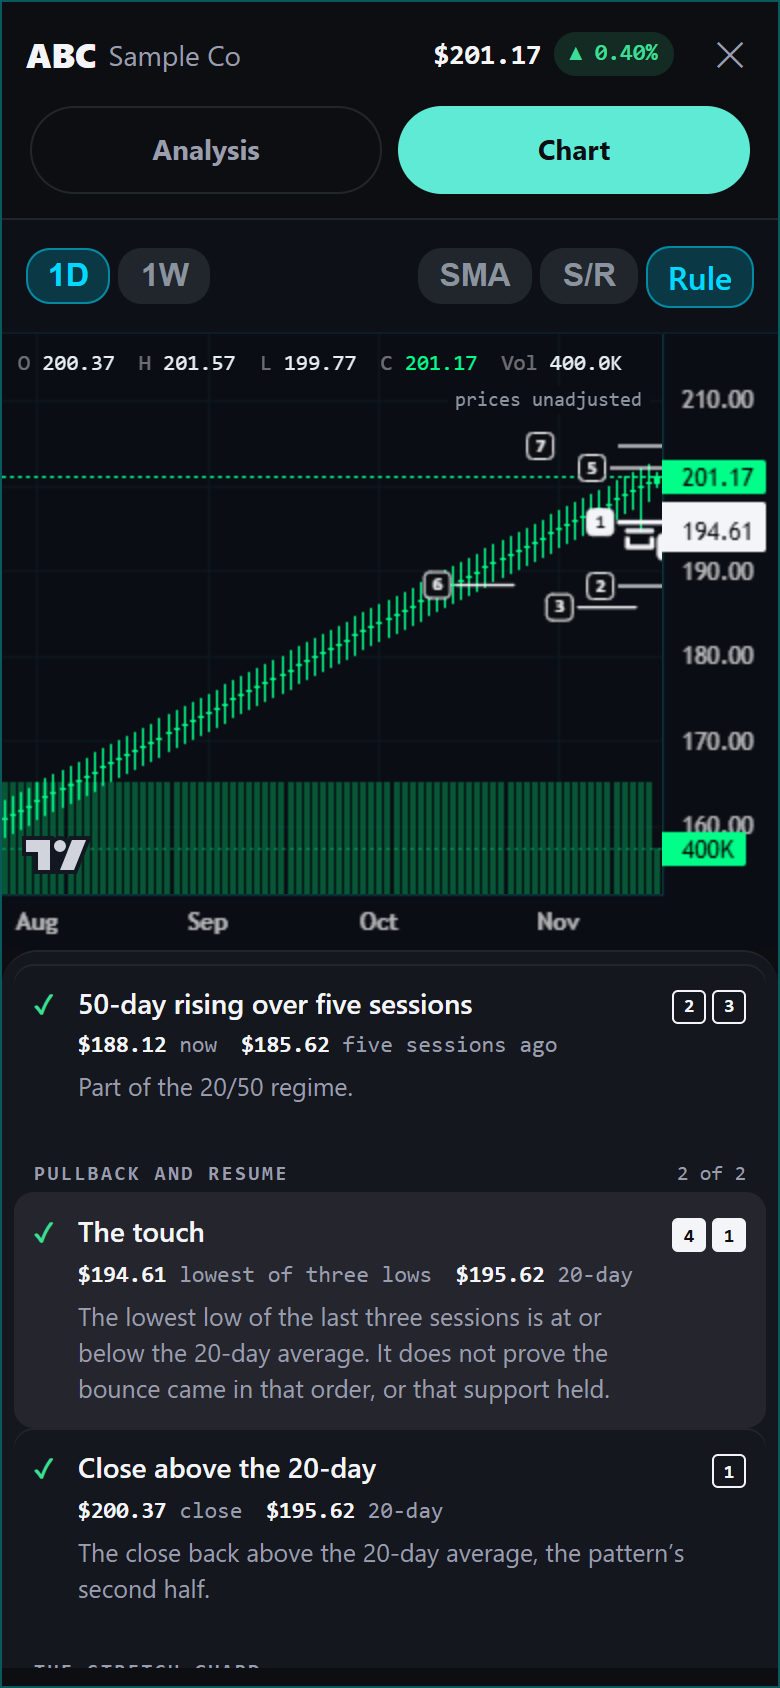 ABC Sample Co $201.17 ▲ 0.40%
Analysis Chart
1D 1W SMA S/R Rule
O 200.37 H 201.57 L 199.77 C 201.17 Vol 400.0K
prices unadjusted
210.00
7
5
201.17
1
194.61
190.00
6
2
3
180.00
170.00
160.00
400K
Aug Sep Oct Nov
✓ 50-day rising over five sessions 2 3
$188.12 now $185.62 five sessions ago
Part of the 20/50 regime.
PULLBACK AND RESUME 2 of 2
✓ The touch 4 1
$194.61 lowest of three lows $195.62 20-day
The lowest low of the last three sessions is at or
below the 20-day average. It does not prove the
bounce came in that order, or that support held.
✓ Close above the 20-day 1
$200.37 close $195.62 20-day
The close back above the 20-day average, the pattern’s
second half.